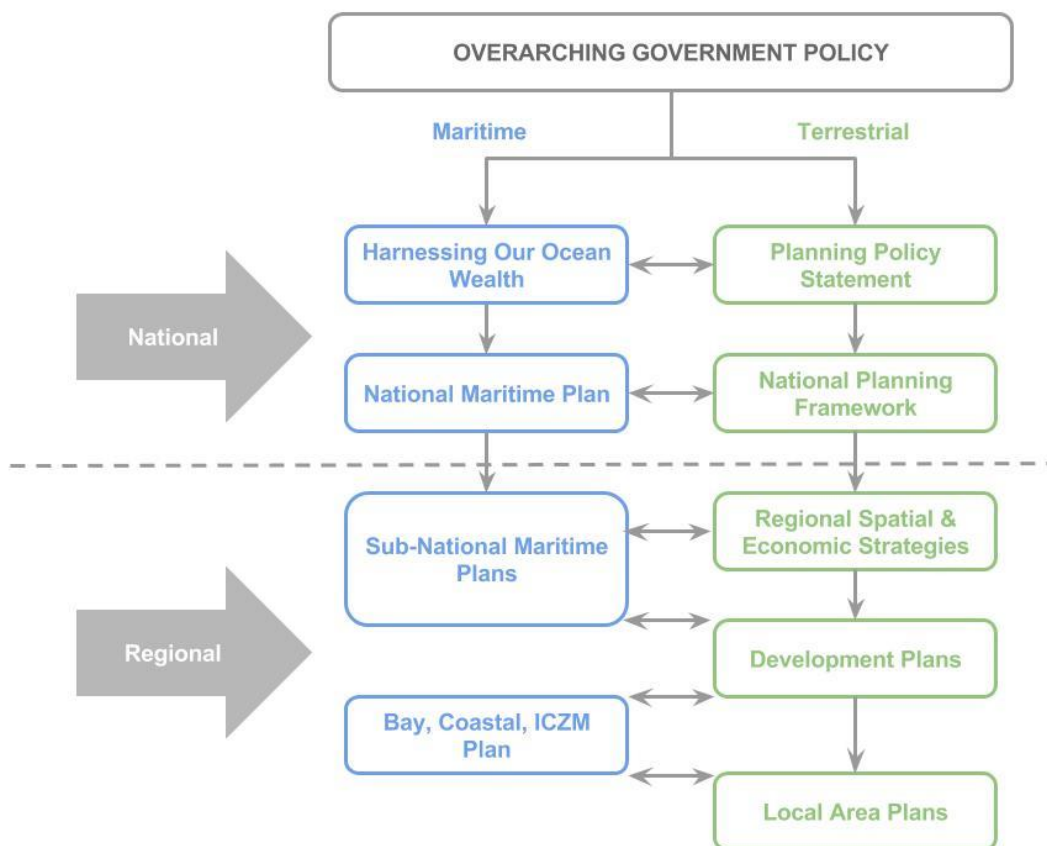 OVERARCHING GOVERNMENT POLICY
Maritime
Terrestrial
Harnessing Our Ocean
Wealth
Planning Policy
Statement
National
National Maritime Plan
National Planning
Framework
Sub-National Maritime
Plans
Regional Spatial &
Economic Strategies
Regional
Development Plans
Bay, Coastal, ICZM
Plan
Local Area Plans